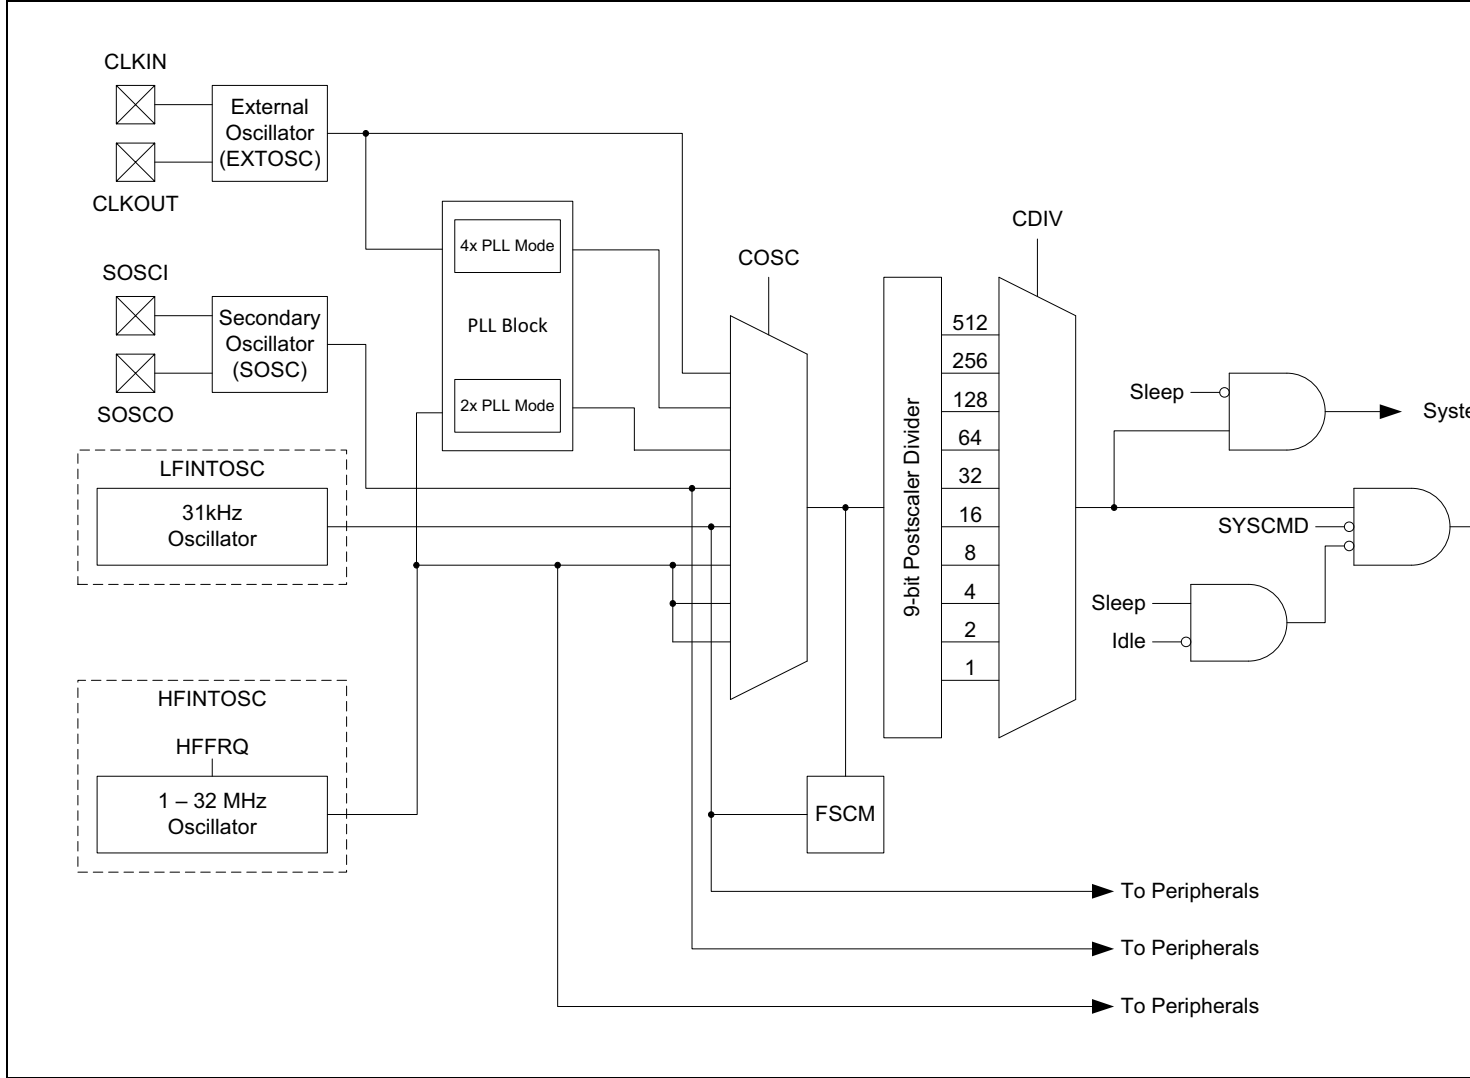 CLKIN
External
Oscillator
(EXTOSC)
CLKOUT
4x PLL Mode
PLL Block
2x PLL Mode
SOSCI
Secondary
Oscillator
(SOSC)
SOSCO
LFINTOSC
31kHz
Oscillator
HFINTOSC
HFFRQ
1 – 32 MHz
Oscillator
COSC
FSCM
9-bit Postscaler Divider
CDIV
512
256
128
64
32
16
8
4
2
1
Sleep
Syste
SYSCMD
Sleep
Idle
To Peripherals
To Peripherals
To Peripherals